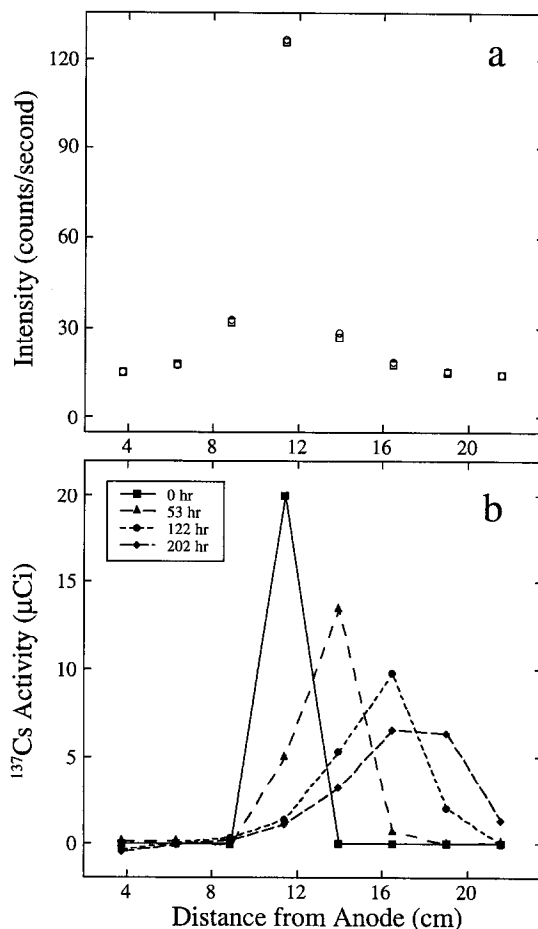 a
Intensity (counts/second)
120
90
60
30
0
4 8 12 16 20
b
0 hr
53 hr
122 hr
202 hr
¹³⁷Cs Activity (μCi)
20
15
10
5
0
4 8 12 16 20
Distance from Anode (cm)